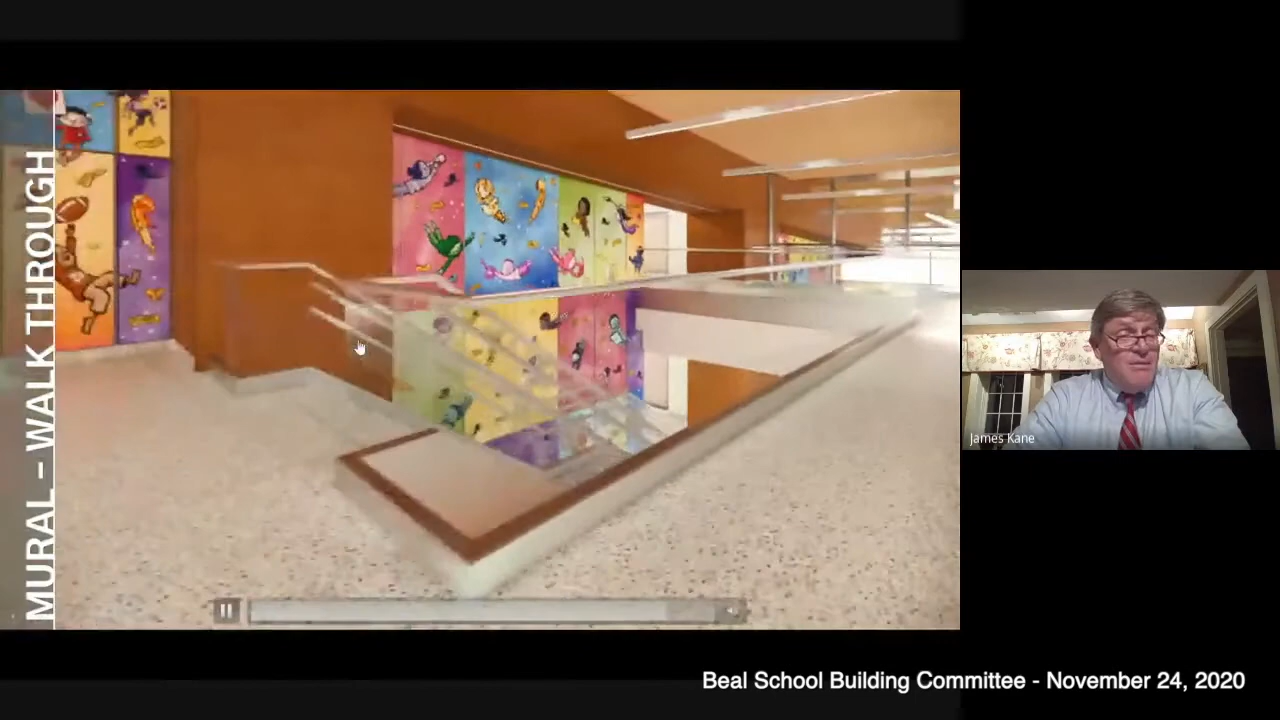 MURAL – WALK THROUGH
James Kane
Beal School Building Committee - November 24, 2020